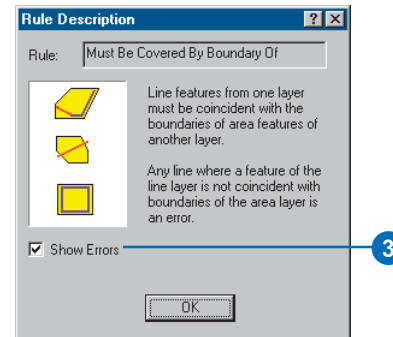 Rule Description
Rule: Must Be Covered By Boundary Of
Line features from one layer
must be coincident with the
boundaries of area features of
another layer.
Any line where a feature of the
line layer is not coincident with
boundaries of the area layer is
an error.
Show Errors
3
OK